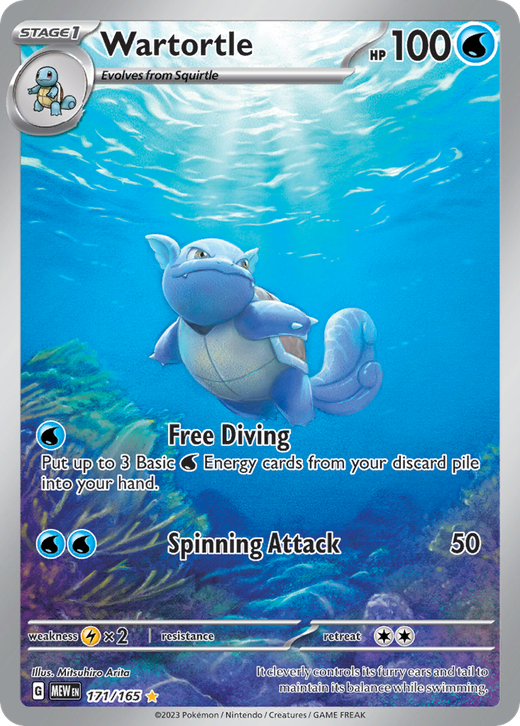 STAGE1
Wartortle
HP 100
Evolves from Squirtle
Free Diving
Put up to 3 Basic Energy cards from your discard pile
into your hand.
Spinning Attack 50
weakness ×2 resistance retreat
Illus. Mitsuhiro Arita
It cleverly controls its furry ears and tail to
maintain its balance while swimming.
G MEW EN 171/165
©2023 Pokémon / Nintendo / Creatures / GAME FREAK